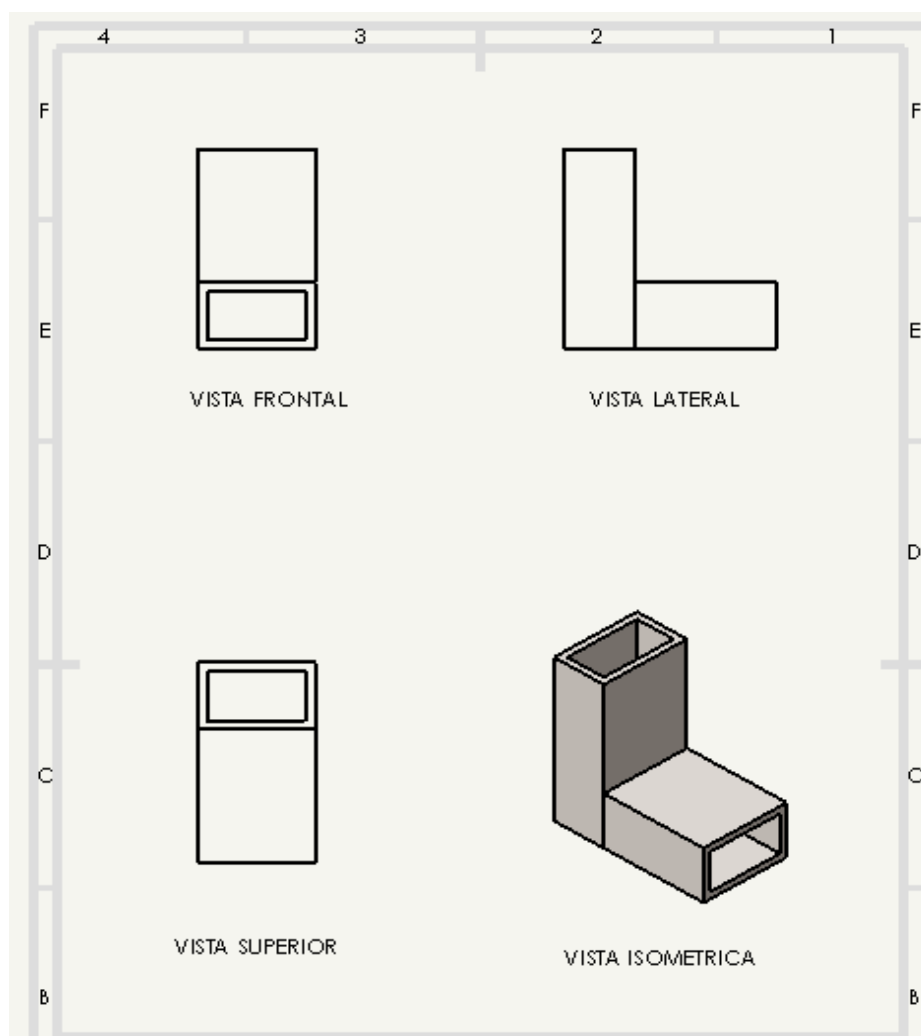 4 3 2 1
F F
VISTA FRONTAL VISTA LATERAL
E E
D D
C C
VISTA SUPERIOR VISTA ISOMETRICA
B B